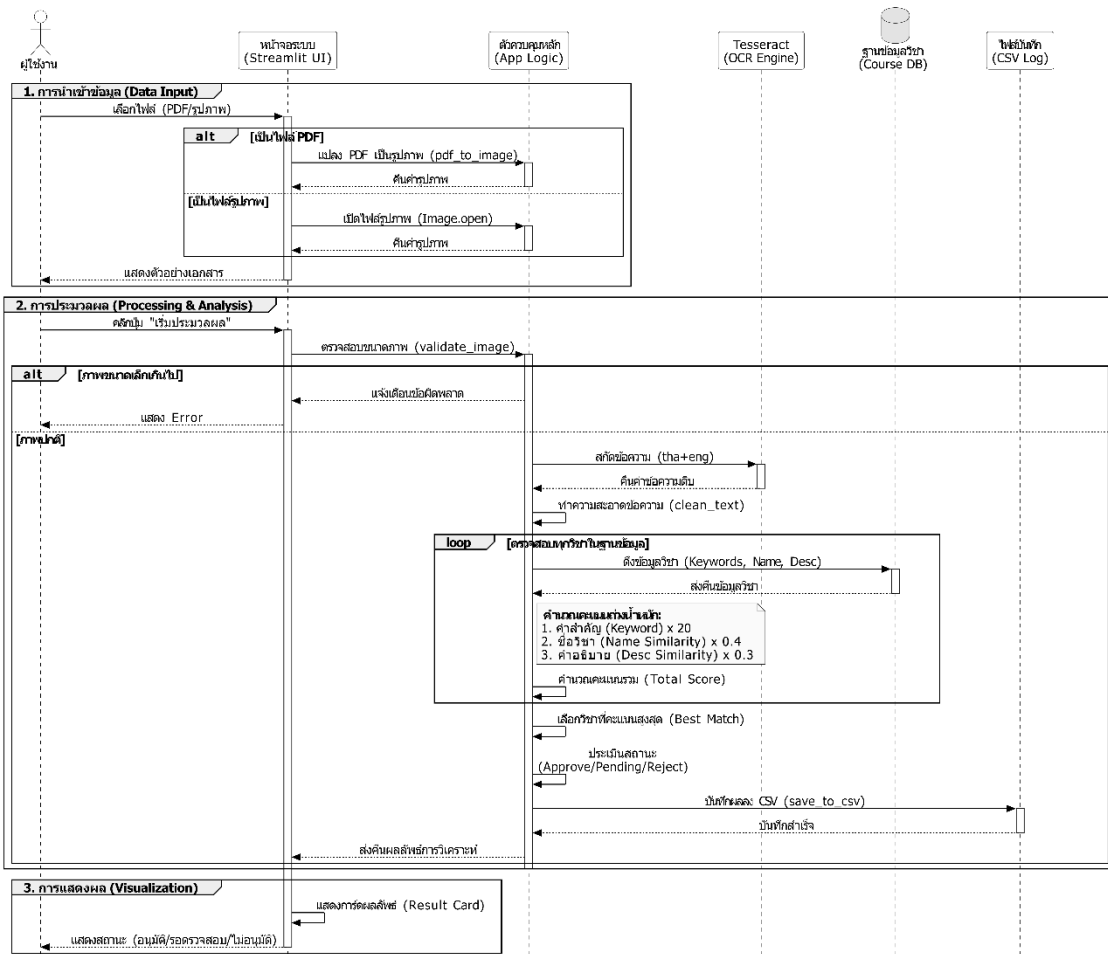 ผู้ใช้งาน
หน้าจอระบบ
(Streamlit UI)
ตัวควบคุมหลัก
(App Logic)
Tesseract
(OCR Engine)
ฐานข้อมูลวิชา
(Course DB)
ไฟล์บันทึก
(CSV Log)
1. การนำเข้าข้อมูล (Data Input)
เลือกไฟล์ (PDF/รูปภาพ)
alt [เป็นไฟล์ PDF]
แปลง PDF เป็นรูปภาพ (pdf_to_image)
คืนค่ารูปภาพ
[เป็นไฟล์รูปภาพ]
เปิดไฟล์รูปภาพ (Image.open)
คืนค่ารูปภาพ
แสดงตัวอย่างเอกสาร
2. การประมวลผล (Processing & Analysis)
คลิกปุ่ม "เริ่มประมวลผล"
ตรวจสอบขนาดภาพ (validate_image)
alt [ภาพขนาดเล็กเกินไป]
แจ้งเตือนข้อผิดพลาด
แสดง Error
[ภาพปกติ]
สกัดข้อความ (tha+eng)
คืนค่าข้อความดิบ
ทำความสะอาดข้อความ (clean_text)
loop [ตรวจสอบทุกวิชาในฐานข้อมูล]
ดึงข้อมูลวิชา (Keywords, Name, Desc)
ส่งคืนข้อมูลวิชา
คำนวณคะแนนถ่วงน้ำหนัก:
1. คำสำคัญ (Keyword) x 20
2. ชื่อวิชา (Name Similarity) x 0.4
3. คำอธิบาย (Desc Similarity) x 0.3
คำนวณคะแนนรวม (Total Score)
เลือกวิชาที่คะแนนสูงสุด (Best Match)
ประเมินสถานะ
(Approve/Pending/Reject)
บันทึกผลลง CSV (save_to_csv)
บันทึกสำเร็จ
ส่งคืนผลลัพธ์การวิเคราะห์
3. การแสดงผล (Visualization)
แสดงการ์ดผลลัพธ์ (Result Card)
แสดงสถานะ (อนุมัติ/รอตรวจสอบ/ไม่อนุมัติ)